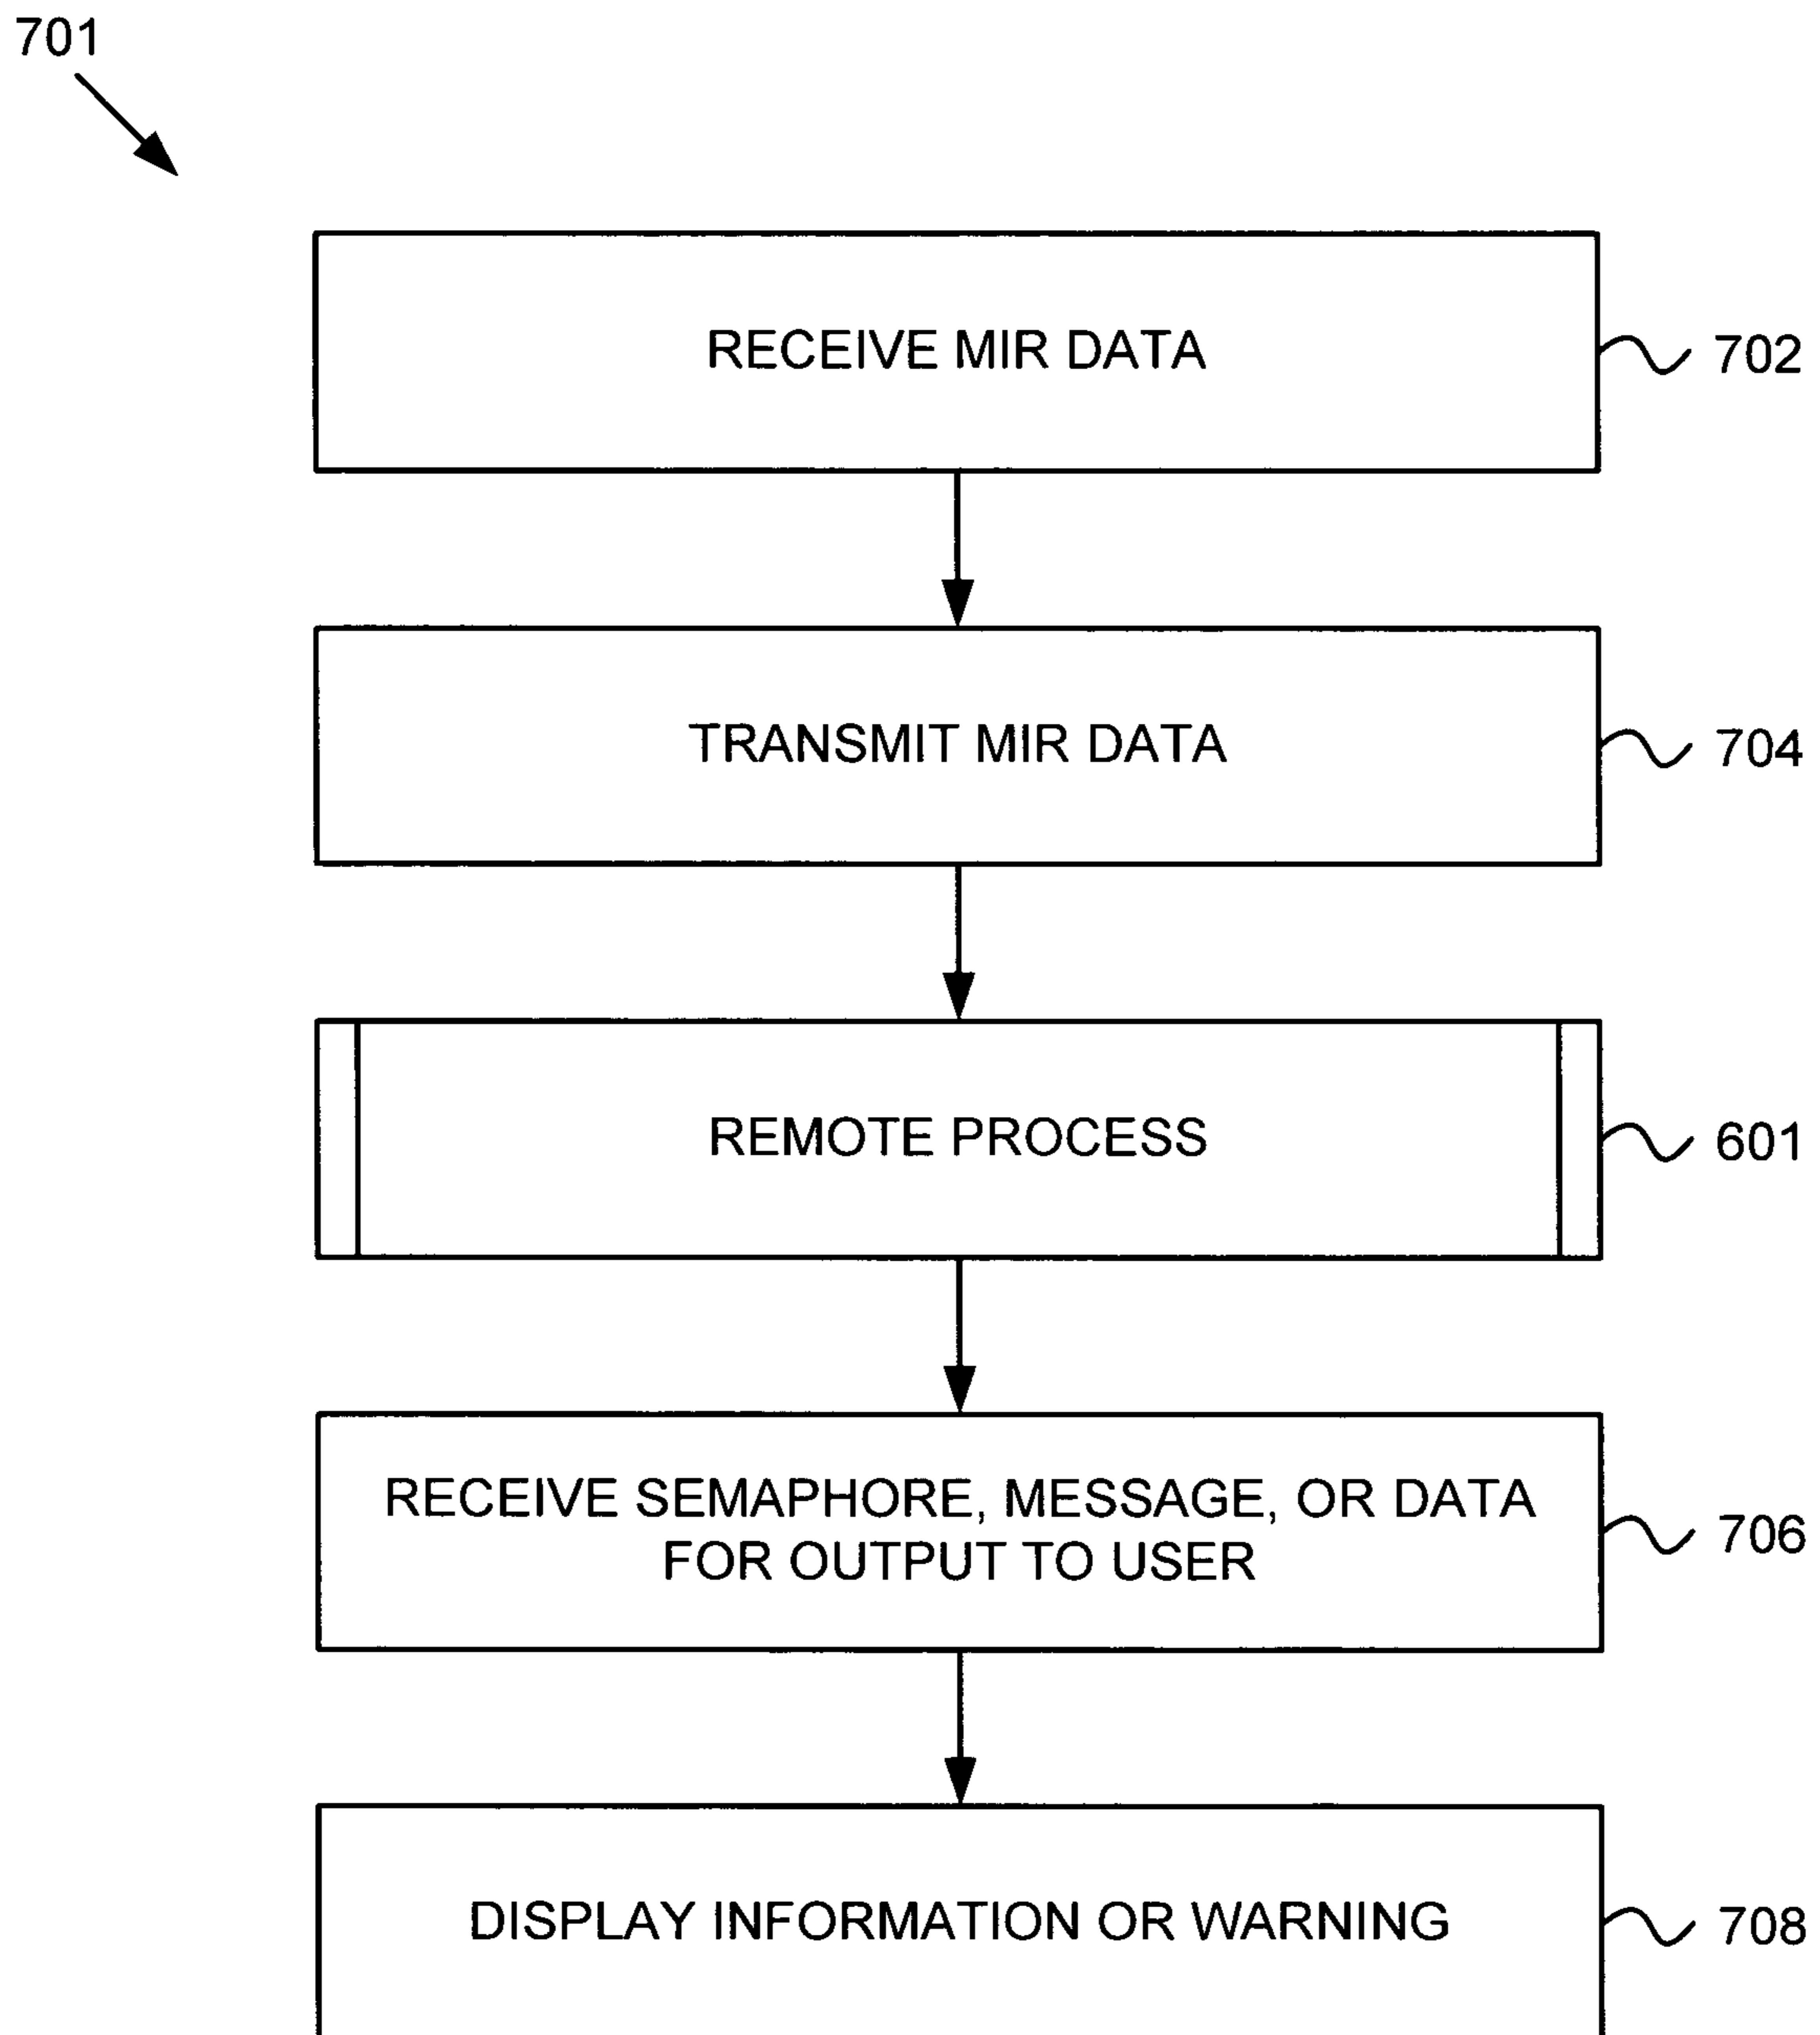 701
RECEIVE MIR DATA
702
TRANSMIT MIR DATA
704
REMOTE PROCESS
601
RECEIVE SEMAPHORE, MESSAGE, OR DATA
FOR OUTPUT TO USER
706
DISPLAY INFORMATION OR WARNING
708